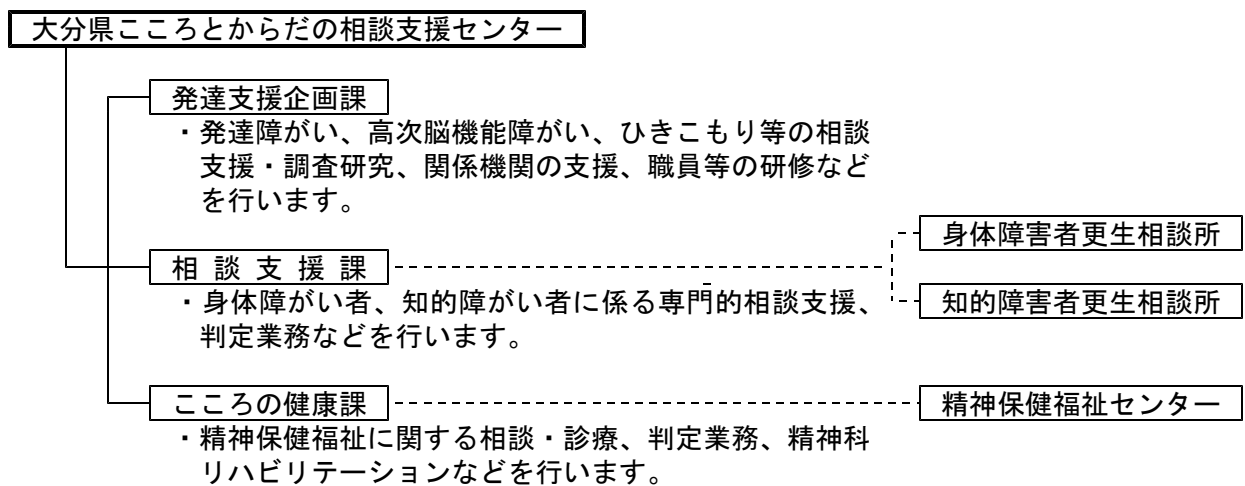 大分県こころとからだの相談支援センター
発達支援企画課
・発達障がい、高次脳機能障がい、ひきこもり等の相談
支援・調査研究、関係機関の支援、職員等の研修など
を行います。
身体障害者更生相談所
相 談 支 援 課
・身体障がい者、知的障がい者に係る専門的相談支援、
知的障害者更生相談所
判定業務などを行います。
こころの健康課
精神保健福祉センター
・精神保健福祉に関する相談・診療、判定業務、精神科
リハビリテーションなどを行います。